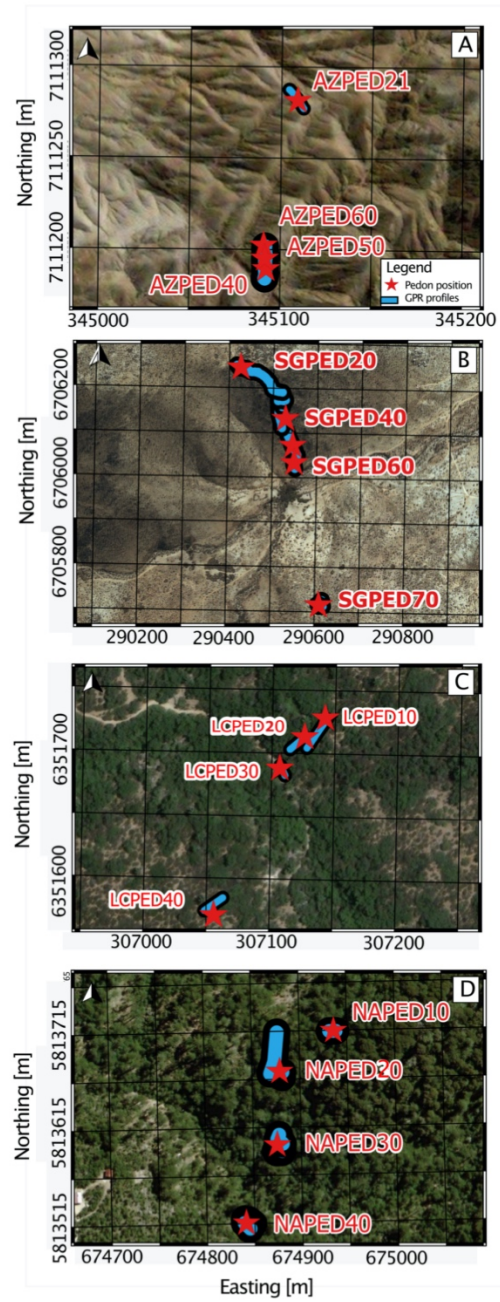 A
7111300
Northing [m]
AZPED21
7111250
AZPED60
7111200
AZPED50
AZPED40
Legend
Pedon position
GPR profiles
345000
345100
345200
B
6706200
SGPED20
SGPED40
Northing [m]
6706000
SGPED60
6705800
SGPED70
290200
290400
290600
290800
C
LCPED10
6351700
LCPED20
LCPED30
Northing [m]
6351600
LCPED40
307000
307100
307200
65
D
5813715
NAPED10
NAPED20
Northing [m]
5813615
NAPED30
5813515
NAPED40
674700
674800
674900
675000
Easting [m]